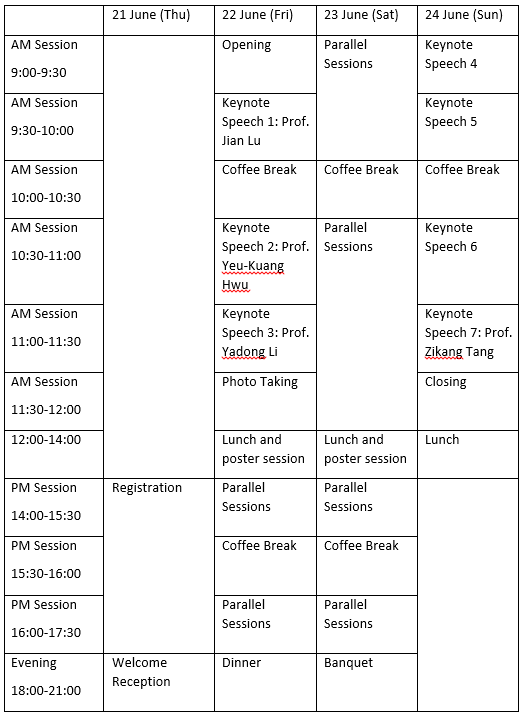 21 June (Thu) 22 June (Fri) 23 June (Sat) 24 June (Sun)
AM Session Opening Parallel Keynote
Sessions Speech 4
9:00-9:30
AM Session Keynote Keynote
Speech 1: Prof. Speech 5
9:30-10:00
Jian Lu
AM Session Coffee Break Coffee Break Coffee Break
10:00-10:30
AM Session Keynote Parallel Keynote
Speech 2: Prof. Sessions Speech 6
10:30-11:00
Yeu-Kuang
Hwu
AM Session Keynote Keynote
Speech 3: Prof. Speech 7: Prof.
11:00-11:30
Yadong Li Zikang Tang
AM Session Photo Taking Closing
11:30-12:00
12:00-14:00 Lunch and Lunch and Lunch
poster session poster session
PM Session Registration Parallel Parallel
Sessions Sessions
14:00-15:30
PM Session Coffee Break Coffee Break
15:30-16:00
PM Session Parallel Parallel
Sessions Sessions
16:00-17:30
Evening Welcome Dinner Banquet
Reception
18:00-21:00